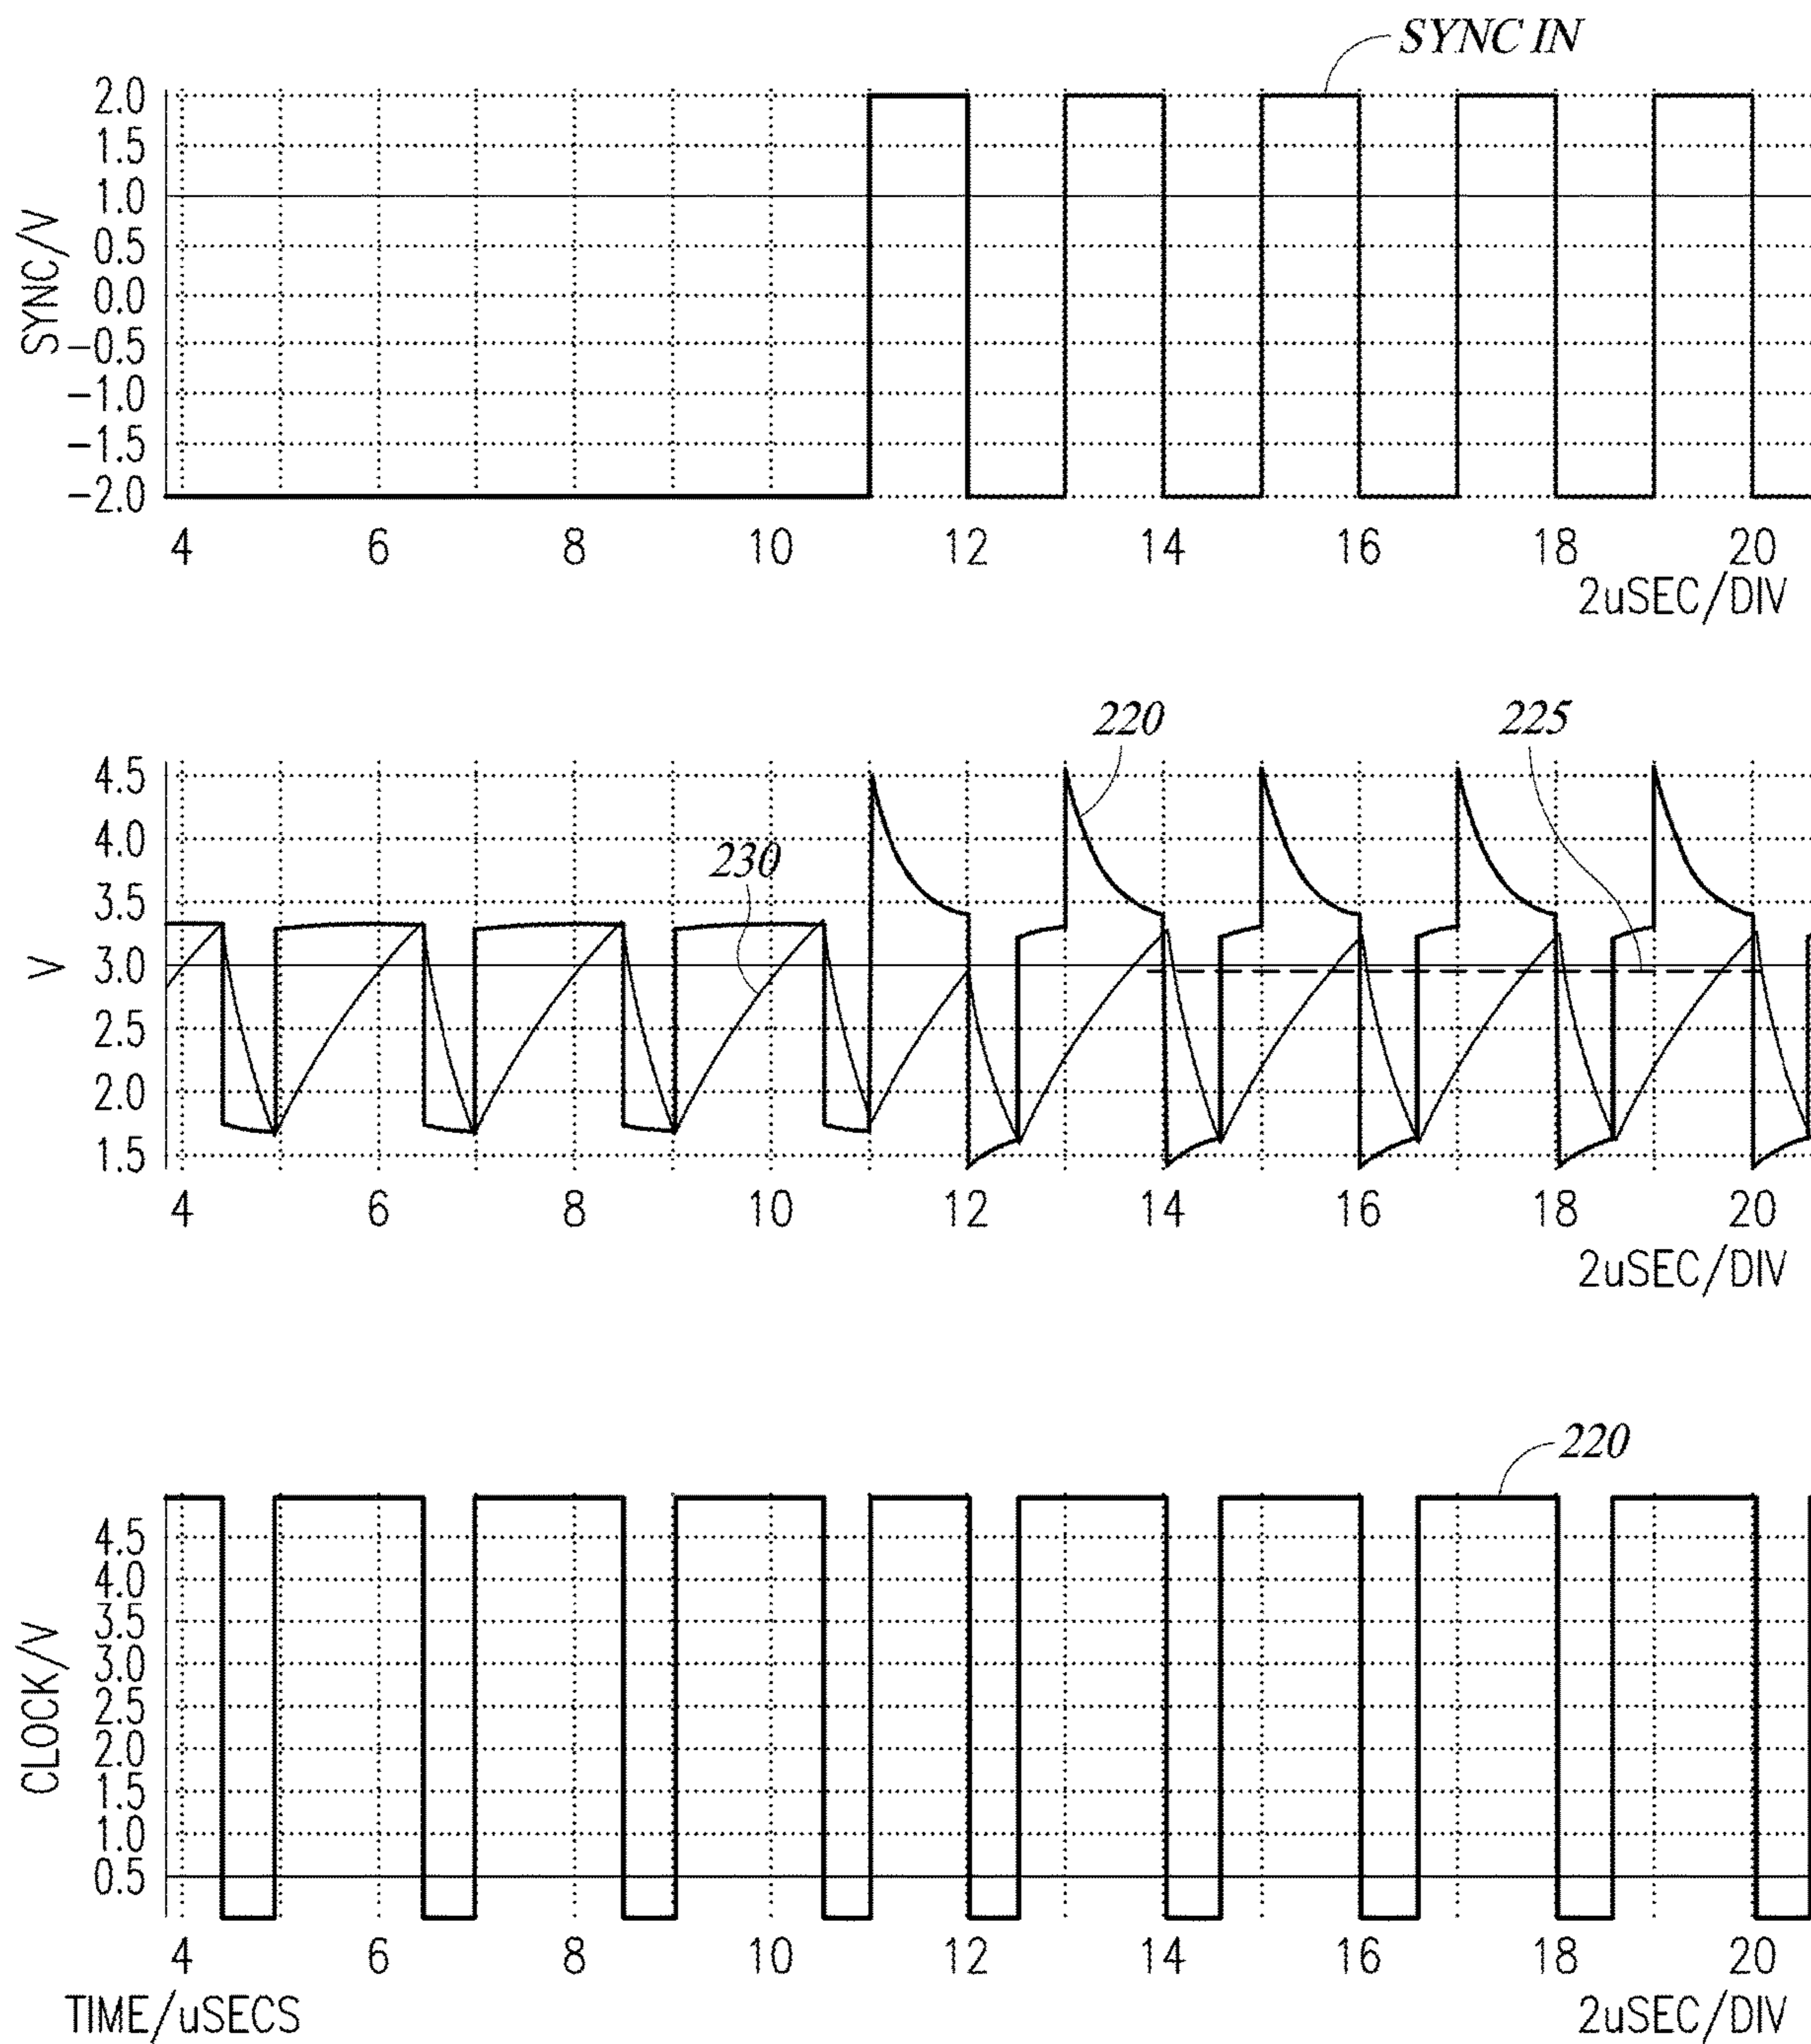 SYNC IN
2.0
1.5
1.0
0.5
0.0
-0.5
-1.0
-1.5
-2.0
SYNC/V
4 6 8 10 12 14 16 18 20
2uSEC/DIV
220 225
230
4.5
4.0
3.5
3.0
2.5
2.0
1.5
V
4 6 8 10 12 14 16 18 20
2uSEC/DIV
220
4.5
4.0
3.5
3.0
2.5
2.0
1.5
1.0
0.5
CLOCK/V
4 6 8 10 12 14 16 18 20
TIME/uSECS 2uSEC/DIV